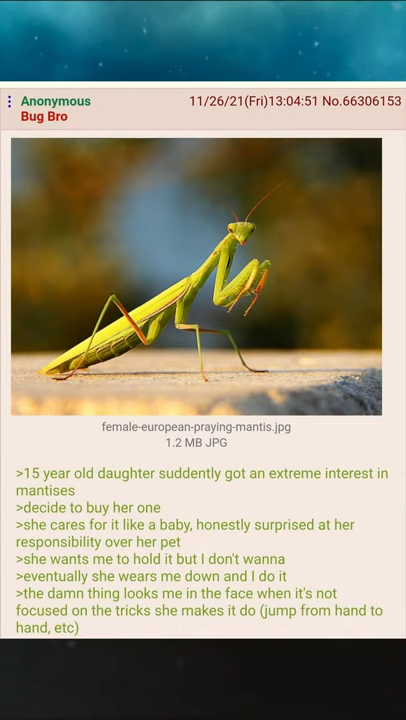 Anonymous 11/26/21(Fri)13:04:51 No.66306153
Bug Bro
female-european-praying-mantis.jpg
1.2 MB JPG
>15 year old daughter suddently got an extreme interest in
mantises
>decide to buy her one
>she cares for it like a baby, honestly surprised at her
responsibility over her pet
>she wants me to hold it but I don't wanna
>eventually she wears me down and I do it
>the damn thing looks me in the face when it's not
focused on the tricks she makes it do (jump from hand to
hand, etc)